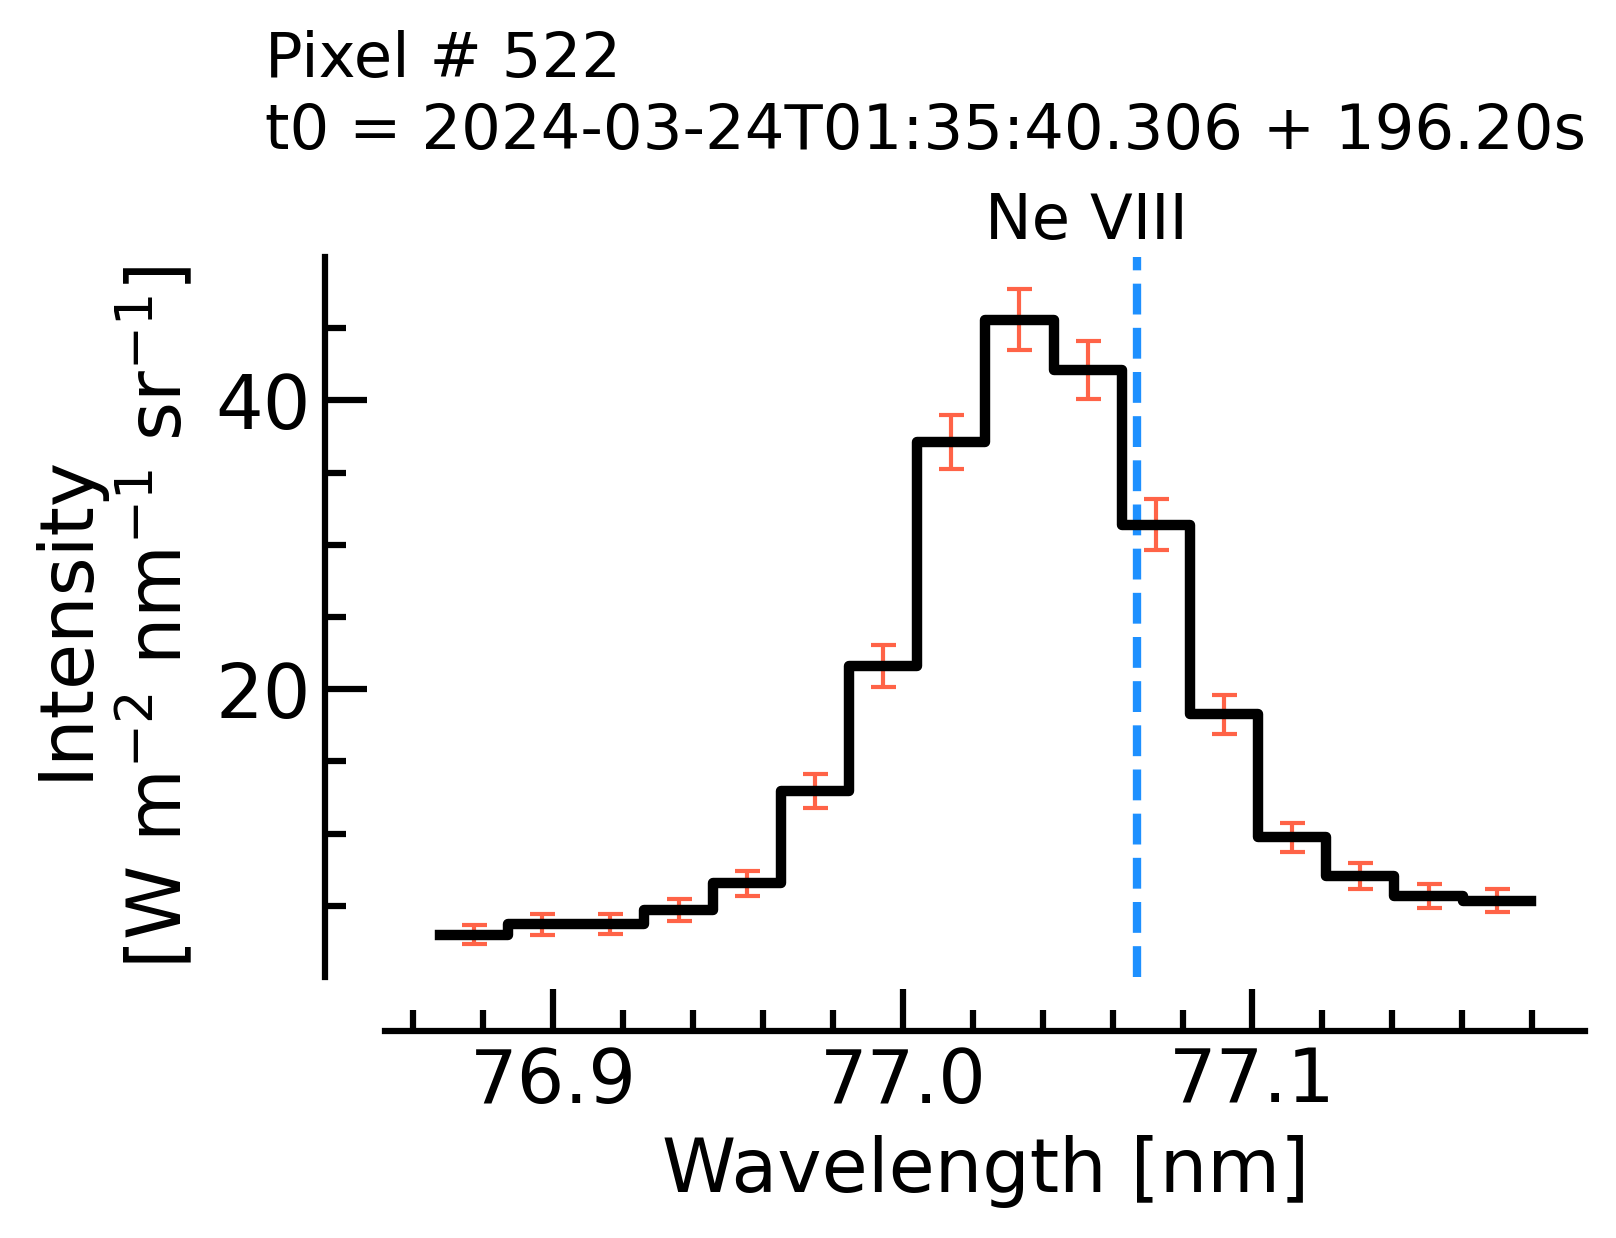 Pixel # 522
t0 = 2024-03-24T01:35:40.306 + 196.20s
Ne VIII
Intensity
[W m⁻² nm⁻¹ sr⁻¹]
40
20
76.9 77.0 77.1
Wavelength [nm]